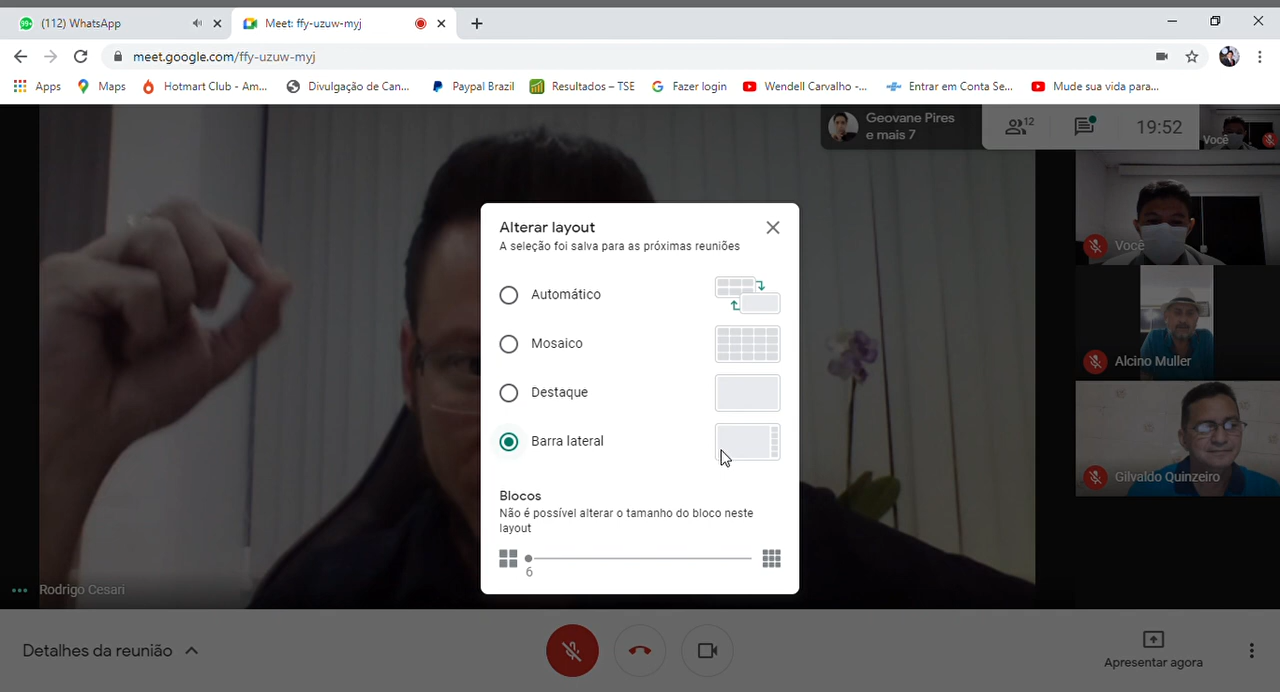 99+
(112) WhatsApp
Meet: ffy-uzuw-myj
meet.google.com/ffy-uzuw-myj
Apps
Maps
Hotmart Club - Am...
Divulgação de Can...
Paypal Brazil
Resultados – TSE
Fazer login
Wendell Carvalho -...
Entrar em Conta Se...
Mude sua vida para...
Geovane Pires
e mais 7
12
19:52
Você
Você
Alcino Muller
Gilvaldo Quinzeiro
Alterar layout
A seleção foi salva para as próximas reuniões
Automático
Mosaico
Destaque
Barra lateral
Blocos
Não é possível alterar o tamanho do bloco neste
layout
6
Rodrigo Cesari
Detalhes da reunião
Apresentar agora